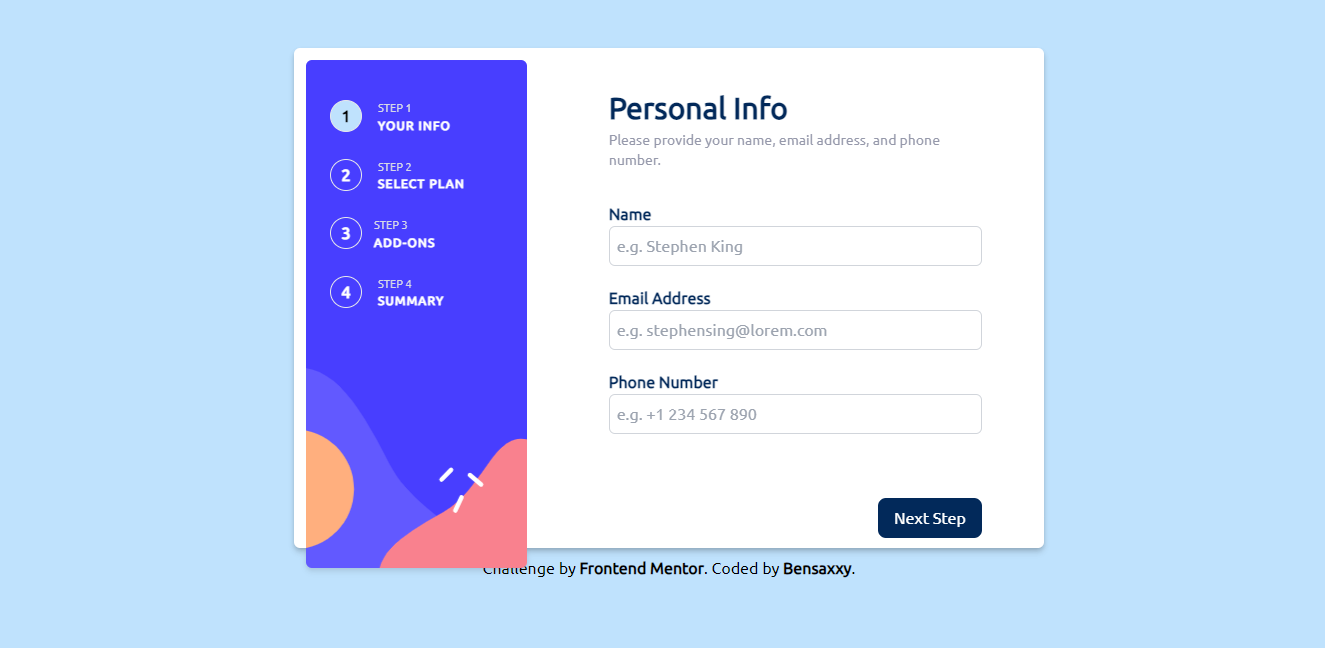 1
STEP 1
YOUR INFO
2
STEP 2
SELECT PLAN
3
STEP 3
ADD-ONS
4
STEP 4
SUMMARY
Personal Info
Please provide your name, email address, and phone
number.
Name
e.g. Stephen King
Email Address
e.g. stephensing@lorem.com
Phone Number
e.g. +1 234 567 890
Next Step
Challenge by Frontend Mentor. Coded by Bensaxxy.